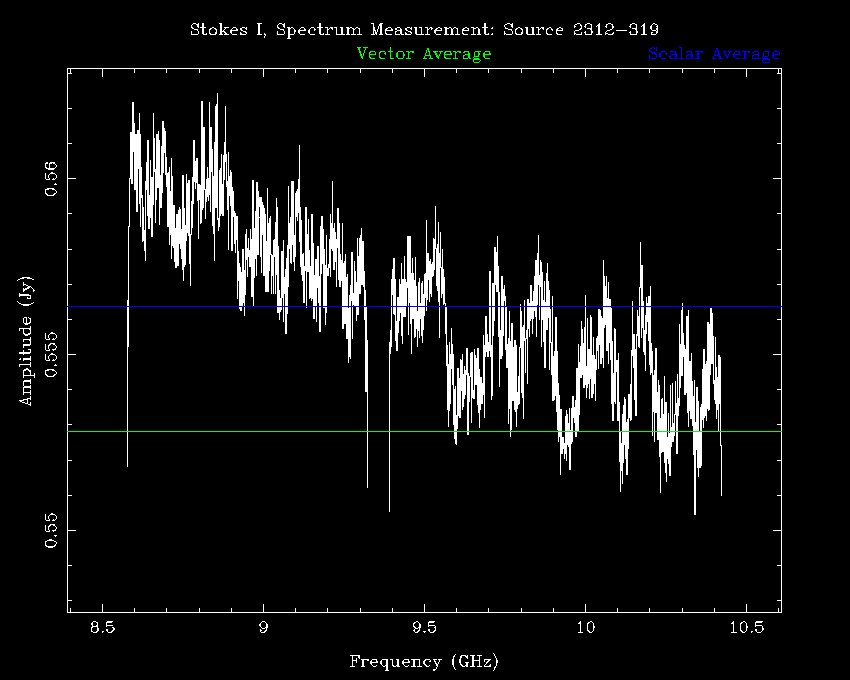 Stokes I, Spectrum Measurement: Source 2312−319
Vector Average
Scalar Average
0.56
0.555
0.55
Amplitude (Jy)
8.5 9 9.5 10 10.5
Frequency (GHz)